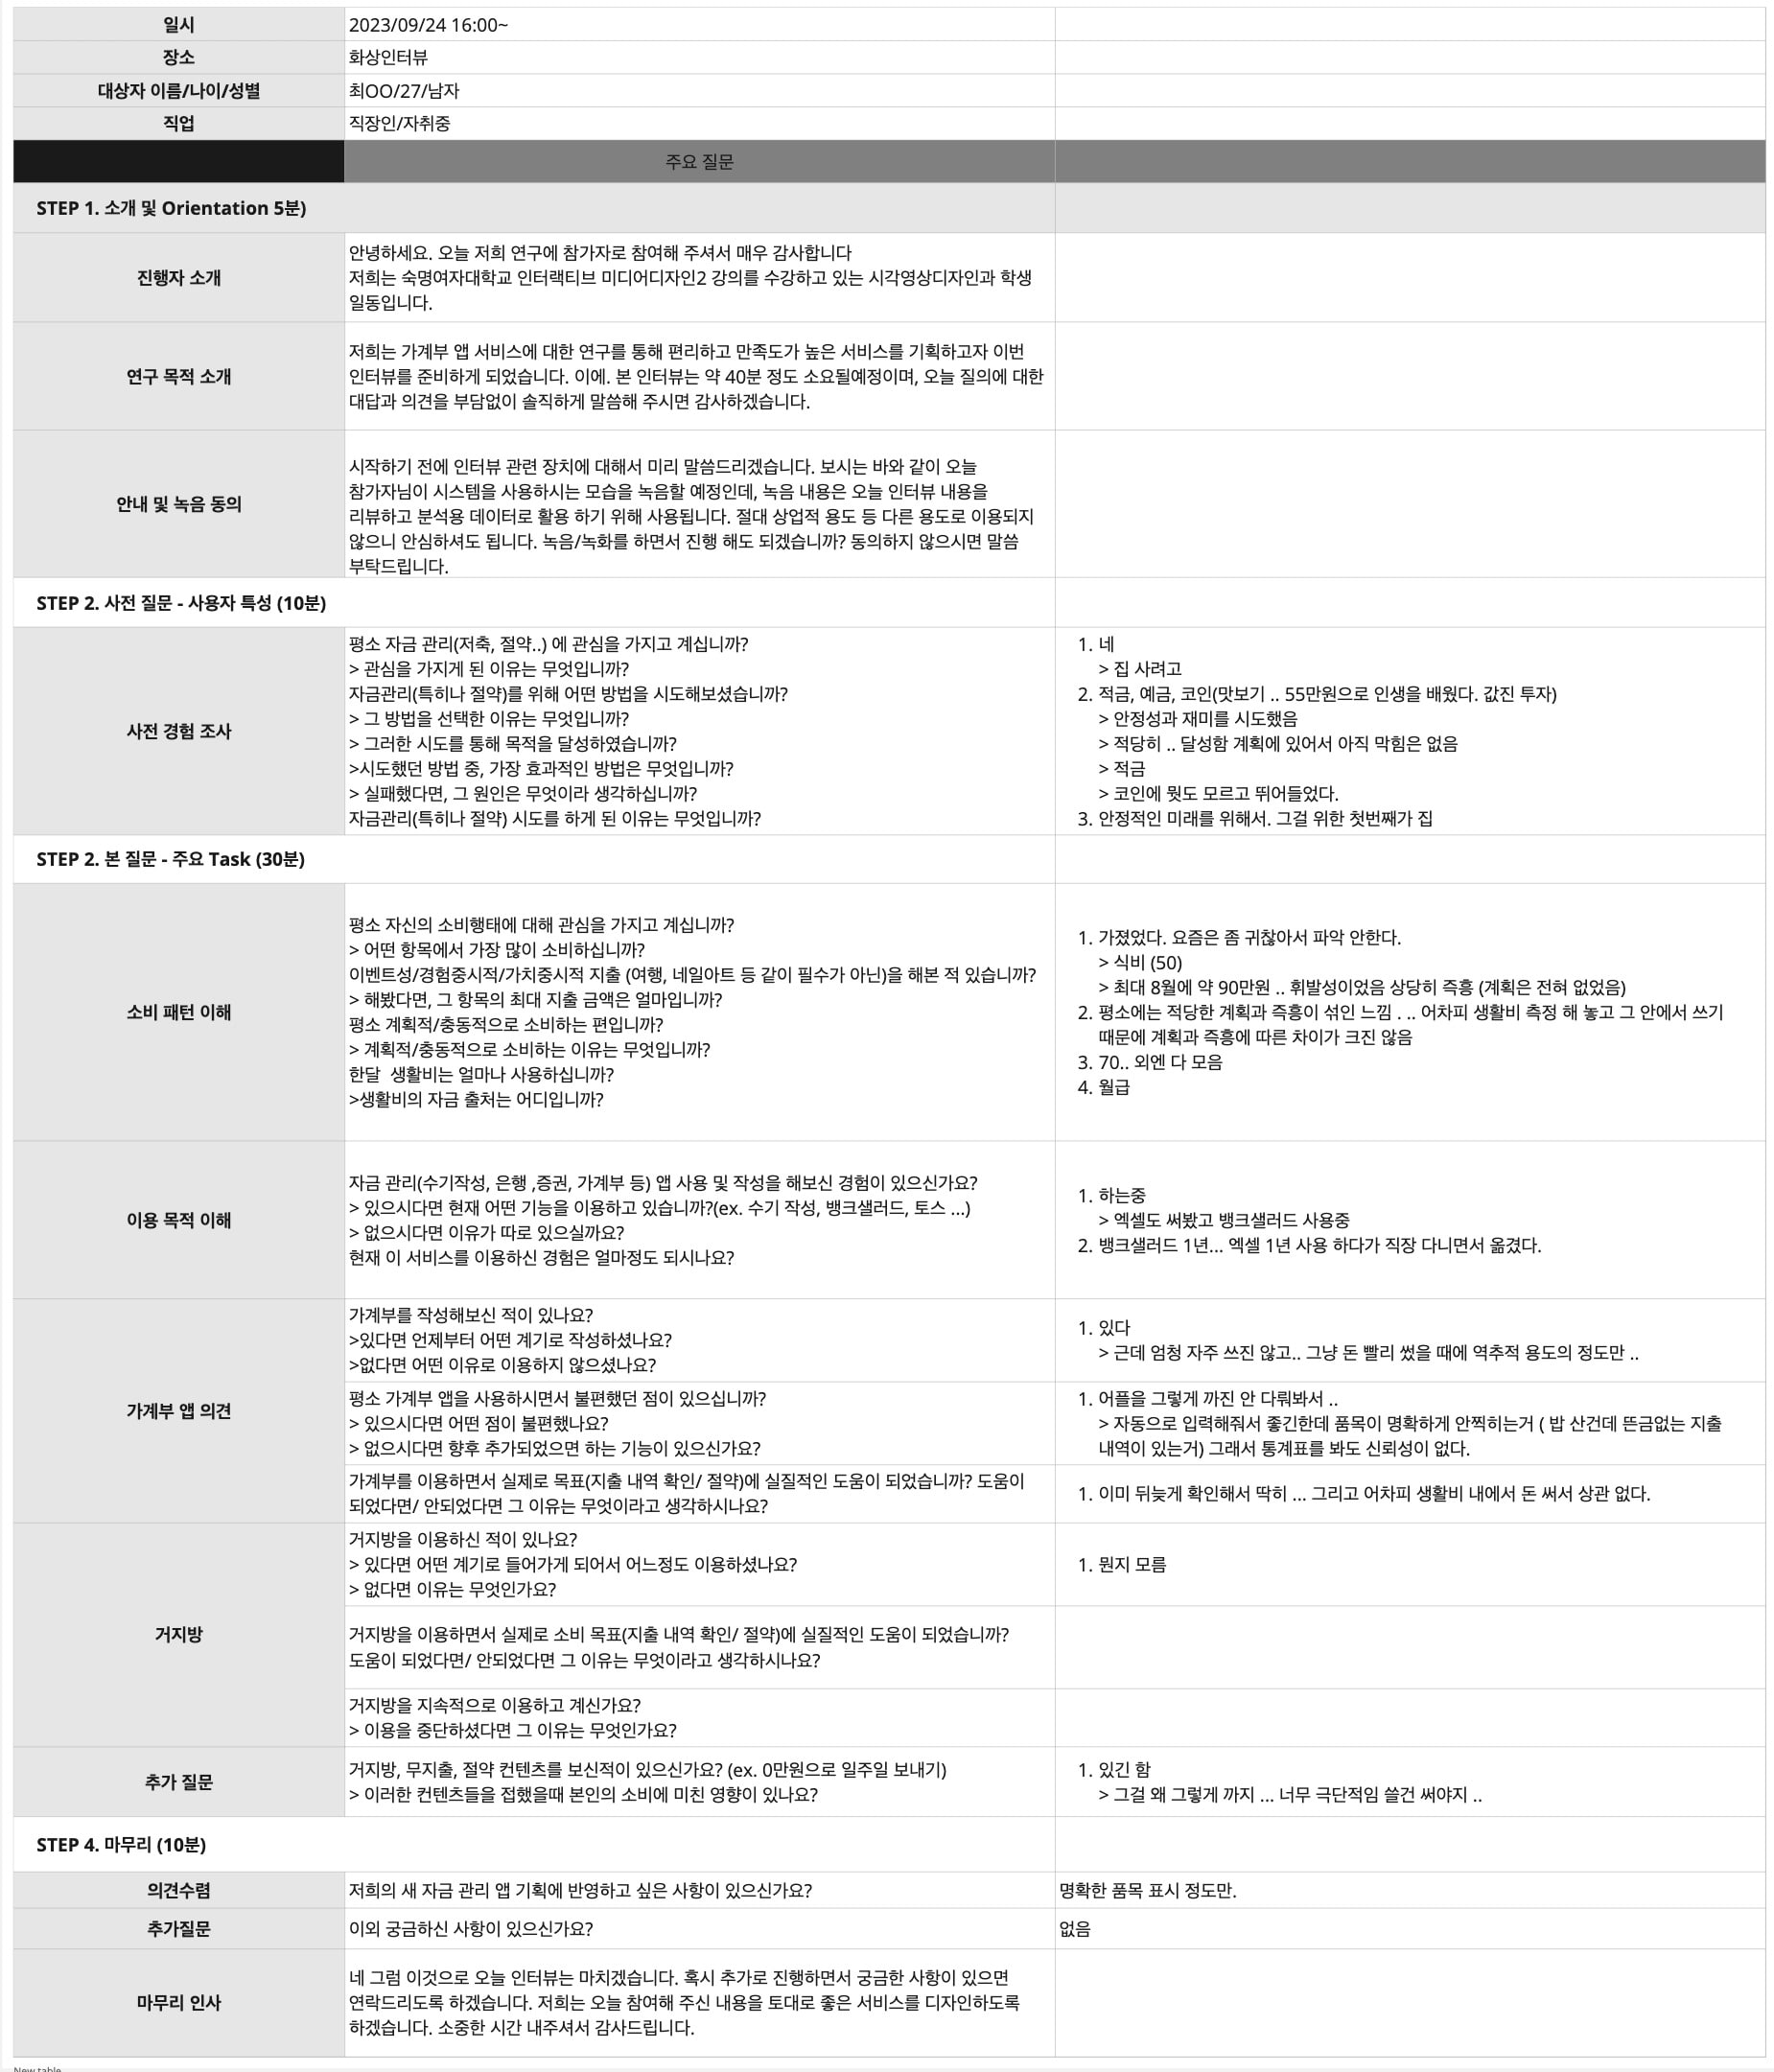 일시
2023/09/24 16:00~
장소
화상인터뷰
대상자 이름/나이/성별
최OO/27/남자
직업
직장인/자취중
주요 질문
STEP 1. 소개 및 Orientation 5분)
진행자 소개
안녕하세요. 오늘 저희 연구에 참가자로 참여해 주셔서 매우 감사합니다
저희는 숙명여자대학교 인터랙티브 미디어디자인2 강의를 수강하고 있는 시각영상디자인과 학생
일동입니다.
연구 목적 소개
저희는 가계부 앱 서비스에 대한 연구를 통해 편리하고 만족도가 높은 서비스를 기획하고자 이번
인터뷰를 준비하게 되었습니다. 이에. 본 인터뷰는 약 40분 정도 소요될예정이며, 오늘 질의에 대한
대답과 의견을 부담없이 솔직하게 말씀해 주시면 감사하겠습니다.
안내 및 녹음 동의
시작하기 전에 인터뷰 관련 장치에 대해서 미리 말씀드리겠습니다. 보시는 바와 같이 오늘
참가자님이 시스템을 사용하시는 모습을 녹음할 예정인데, 녹음 내용은 오늘 인터뷰 내용을
리뷰하고 분석용 데이터로 활용 하기 위해 사용됩니다. 절대 상업적 용도 등 다른 용도로 이용되지
않으니 안심하셔도 됩니다. 녹음/녹화를 하면서 진행 해도 되겠습니까? 동의하지 않으시면 말씀
부탁드립니다.
STEP 2. 사전 질문 - 사용자 특성 (10분)
사전 경험 조사
평소 자금 관리(저축, 절약..) 에 관심을 가지고 계십니까?
> 관심을 가지게 된 이유는 무엇입니까?
자금관리(특히나 절약)를 위해 어떤 방법을 시도해보셨습니까?
> 그 방법을 선택한 이유는 무엇입니까?
> 그러한 시도를 통해 목적을 달성하였습니까?
>시도했던 방법 중, 가장 효과적인 방법은 무엇입니까?
> 실패했다면, 그 원인은 무엇이라 생각하십니까?
자금관리(특히나 절약) 시도를 하게 된 이유는 무엇입니까?
1. 네
> 집 사려고
2. 적금, 예금, 코인(맛보기 .. 55만원으로 인생을 배웠다. 값진 투자)
> 안정성과 재미를 시도했음
> 적당히 .. 달성함 계획에 있어서 아직 막힘은 없음
> 적금
> 코인에 뭣도 모르고 뛰어들었다.
3. 안정적인 미래를 위해서. 그걸 위한 첫번째가 집
STEP 2. 본 질문 - 주요 Task (30분)
소비 패턴 이해
평소 자신의 소비행태에 대해 관심을 가지고 계십니까?
> 어떤 항목에서 가장 많이 소비하십니까?
이벤트성/경험중시적/가치중시적 지출 (여행, 네일아트 등 같이 필수가 아닌)을 해본 적 있습니까?
> 해봤다면, 그 항목의 최대 지출 금액은 얼마입니까?
평소 계획적/충동적으로 소비하는 편입니까?
> 계획적/충동적으로 소비하는 이유는 무엇입니까?
한달  생활비는 얼마나 사용하십니까?
>생활비의 자금 출처는 어디입니까?
1. 가졌었다. 요즘은 좀 귀찮아서 파악 안한다.
> 식비 (50)
> 최대 8월에 약 90만원 .. 휘발성이었음 상당히 즉흥 (계획은 전혀 없었음)
2. 평소에는 적당한 계획과 즉흥이 섞인 느낌 . .. 어차피 생활비 측정 해 놓고 그 안에서 쓰기
때문에 계획과 즉흥에 따른 차이가 크진 않음
3. 70.. 외엔 다 모음
4. 월급
이용 목적 이해
자금 관리(수기작성, 은행 ,증권, 가계부 등) 앱 사용 및 작성을 해보신 경험이 있으신가요?
> 있으시다면 현재 어떤 기능을 이용하고 있습니까?(ex. 수기 작성, 뱅크샐러드, 토스 ...)
> 없으시다면 이유가 따로 있으실까요?
현재 이 서비스를 이용하신 경험은 얼마정도 되시나요?
1. 하는중
> 엑셀도 써봤고 뱅크샐러드 사용중
2. 뱅크샐러드 1년... 엑셀 1년 사용 하다가 직장 다니면서 옮겼다.
가계부 앱 의견
가계부를 작성해보신 적이 있나요?
>있다면 언제부터 어떤 계기로 작성하셨나요?
>없다면 어떤 이유로 이용하지 않으셨나요?
1. 있다
> 근데 엄청 자주 쓰진 않고.. 그냥 돈 빨리 썼을 때에 역추적 용도의 정도만 ..
평소 가계부 앱을 사용하시면서 불편했던 점이 있으십니까?
> 있으시다면 어떤 점이 불편했나요?
> 없으시다면 향후 추가되었으면 하는 기능이 있으신가요?
1. 어플을 그렇게 까진 안 다뤄봐서 ..
> 자동으로 입력해줘서 좋긴한데 품목이 명확하게 안찍히는거 ( 밥 산건데 뜬금없는 지출
내역이 있는거) 그래서 통계표를 봐도 신뢰성이 없다.
가계부를 이용하면서 실제로 목표(지출 내역 확인/ 절약)에 실질적인 도움이 되었습니까? 도움이
되었다면/ 안되었다면 그 이유는 무엇이라고 생각하시나요?
1. 이미 뒤늦게 확인해서 딱히 ... 그리고 어차피 생활비 내에서 돈 써서 상관 없다.
거지방
거지방을 이용하신 적이 있나요?
> 있다면 어떤 계기로 들어가게 되어서 어느정도 이용하셨나요?
> 없다면 이유는 무엇인가요?
1. 뭔지 모름
거지방을 이용하면서 실제로 소비 목표(지출 내역 확인/ 절약)에 실질적인 도움이 되었습니까?
도움이 되었다면/ 안되었다면 그 이유는 무엇이라고 생각하시나요?
거지방을 지속적으로 이용하고 계신가요?
> 이용을 중단하셨다면 그 이유는 무엇인가요?
추가 질문
거지방, 무지출, 절약 컨텐츠를 보신적이 있으신가요? (ex. 0만원으로 일주일 보내기)
> 이러한 컨텐츠들을 접했을때 본인의 소비에 미친 영향이 있나요?
1. 있긴 함
> 그걸 왜 그렇게 까지 ... 너무 극단적임 쓸건 써야지 ..
STEP 4. 마무리 (10분)
의견수렴
저희의 새 자금 관리 앱 기획에 반영하고 싶은 사항이 있으신가요?
명확한 품목 표시 정도만.
추가질문
이외 궁금하신 사항이 있으신가요?
없음
마무리 인사
네 그럼 이것으로 오늘 인터뷰는 마치겠습니다. 혹시 추가로 진행하면서 궁금한 사항이 있으면
연락드리도록 하겠습니다. 저희는 오늘 참여해 주신 내용을 토대로 좋은 서비스를 디자인하도록
하겠습니다. 소중한 시간 내주셔서 감사드립니다.
New table